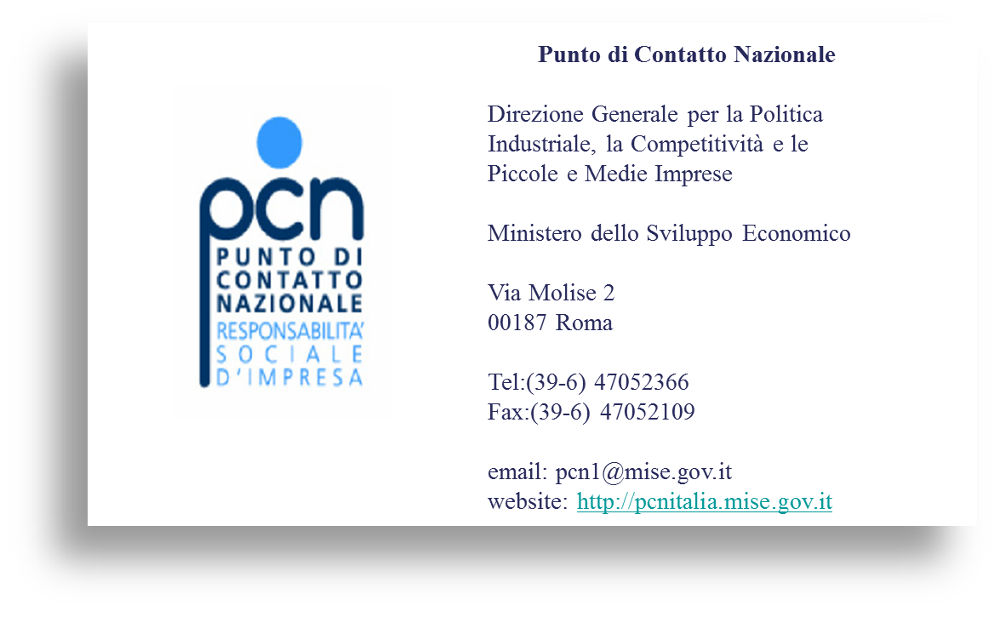 pcn
PUNTO DI
CONTATTO
NAZIONALE
RESPONSABILITA'
SOCIALE
D'IMPRESA
Punto di Contatto Nazionale
Direzione Generale per la Politica
Industriale, la Competitività e le
Piccole e Medie Imprese
Ministero dello Sviluppo Economico
Via Molise 2
00187 Roma
Tel:(39-6) 47052366
Fax:(39-6) 47052109
email: pcn1@mise.gov.it
website: http://pcnitalia.mise.gov.it